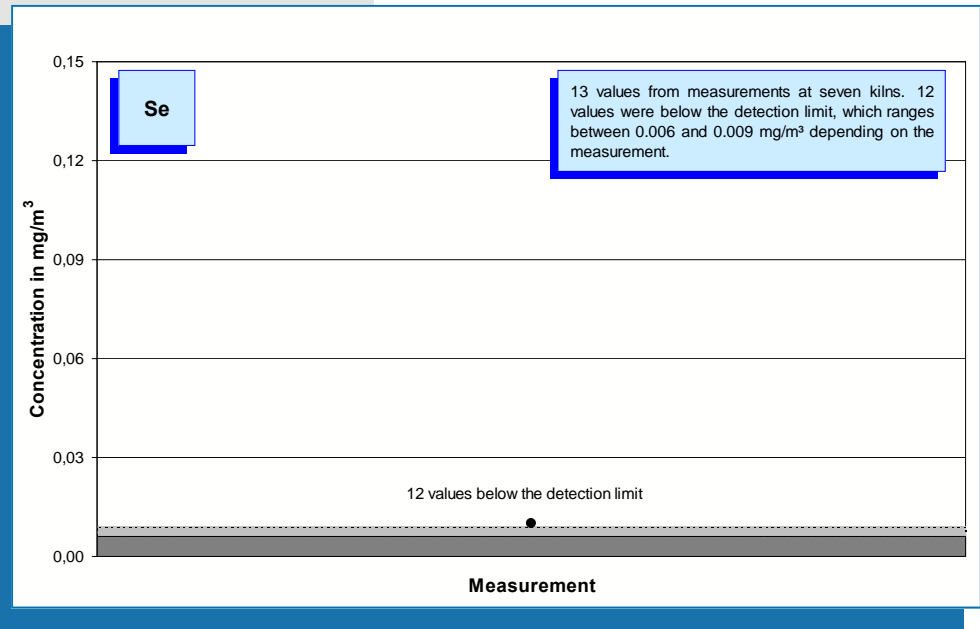 Se
13 values from measurements at seven kilns. 12
values were below the detection limit, which ranges
between 0.006 and 0.009 mg/m³ depending on the
measurement.
Concentration in mg/m³
0,15
0,12
0,09
0,06
0,03
0,00
12 values below the detection limit
Measurement